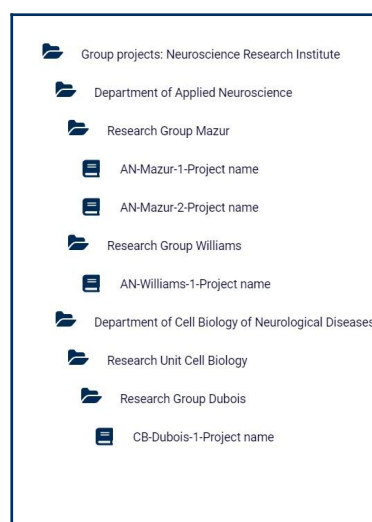 Group projects: Neuroscience Research Institute
Department of Applied Neuroscience
Research Group Mazur
AN-Mazur-1-Project name
AN-Mazur-2-Project name
Research Group Williams
AN-Williams-1-Project name
Department of Cell Biology of Neurological Diseases
Research Unit Cell Biology
Research Group Dubois
CB-Dubois-1-Project name